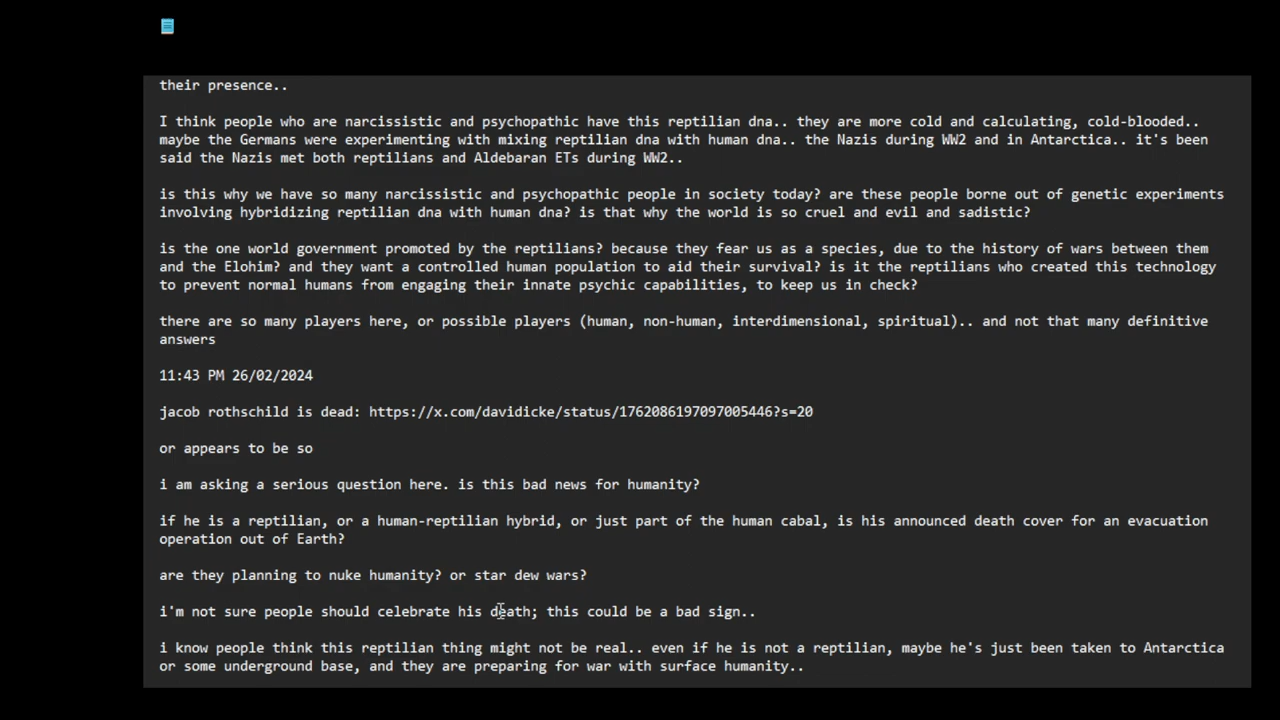 their presence..
I think people who are narcissistic and psychopathic have this reptilian dna.. they are more cold and calculating, cold-blooded..
maybe the Germans were experimenting with mixing reptilian dna with human dna.. the Nazis during WW2 and in Antarctica.. it's been
said the Nazis met both reptilians and Aldebaran ETs during WW2..
is this why we have so many narcissistic and psychopathic people in society today? are these people borne out of genetic experiments
involving hybridizing reptilian dna with human dna? is that why the world is so cruel and evil and sadistic?
is the one world government promoted by the reptilians? because they fear us as a species, due to the history of wars between them
and the Elohim? and they want a controlled human population to aid their survival? is it the reptilians who created this technology
to prevent normal humans from engaging their innate psychic capabilities, to keep us in check?
there are so many players here, or possible players (human, non-human, interdimensional, spiritual).. and not that many definitive
answers
11:43 PM 26/02/2024
jacob rothschild is dead: https://x.com/davidicke/status/1762086197097005446?s=20
or appears to be so
i am asking a serious question here. is this bad news for humanity?
if he is a reptilian, or a human-reptilian hybrid, or just part of the human cabal, is his announced death cover for an evacuation
operation out of Earth?
are they planning to nuke humanity? or star dew wars?
i'm not sure people should celebrate his death; this could be a bad sign..
i know people think this reptilian thing might not be real.. even if he is not a reptilian, maybe he's just been taken to Antarctica
or some underground base, and they are preparing for war with surface humanity..